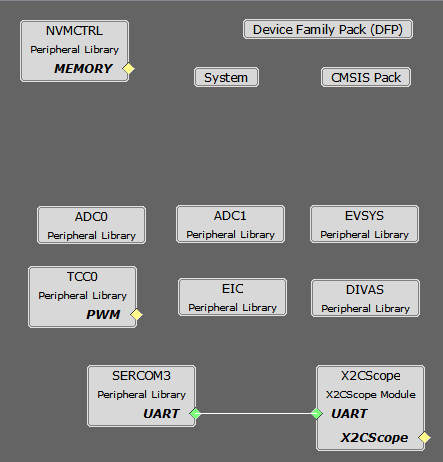 NVMCTRL
Peripheral Library
MEMORY
Device Family Pack (DFP)
System
CMSIS Pack
ADC0
Peripheral Library
ADC1
Peripheral Library
EVSYS
Peripheral Library
TCC0
Peripheral Library
PWM
EIC
Peripheral Library
DIVAS
Peripheral Library
SERCOM3
Peripheral Library
UART
X2CScope
X2CScope Module
UART
X2CScope